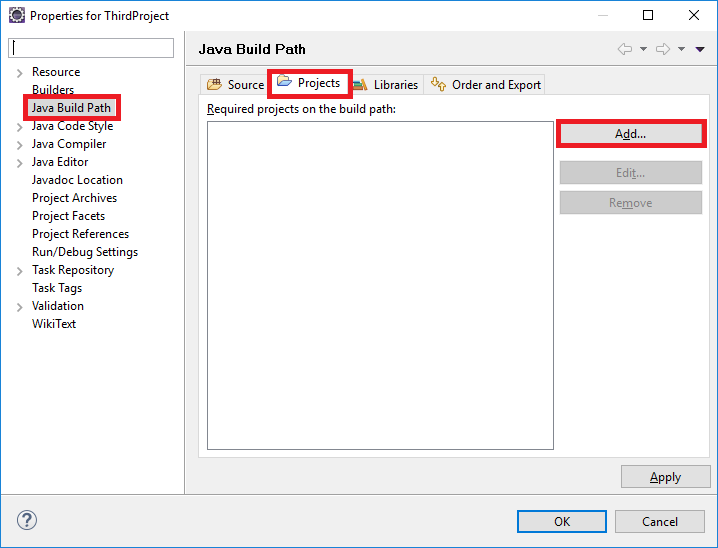 Properties for ThirdProject
Resource
Builders
Java Build Path
Java Code Style
Java Compiler
Java Editor
Javadoc Location
Project Archives
Project Facets
Project References
Run/Debug Settings
Task Repository
Task Tags
Validation
WikiText
Java Build Path
Source Projects Libraries Order and Export
Required projects on the build path:
Add...
Edit...
Remove
Apply
?
OK Cancel